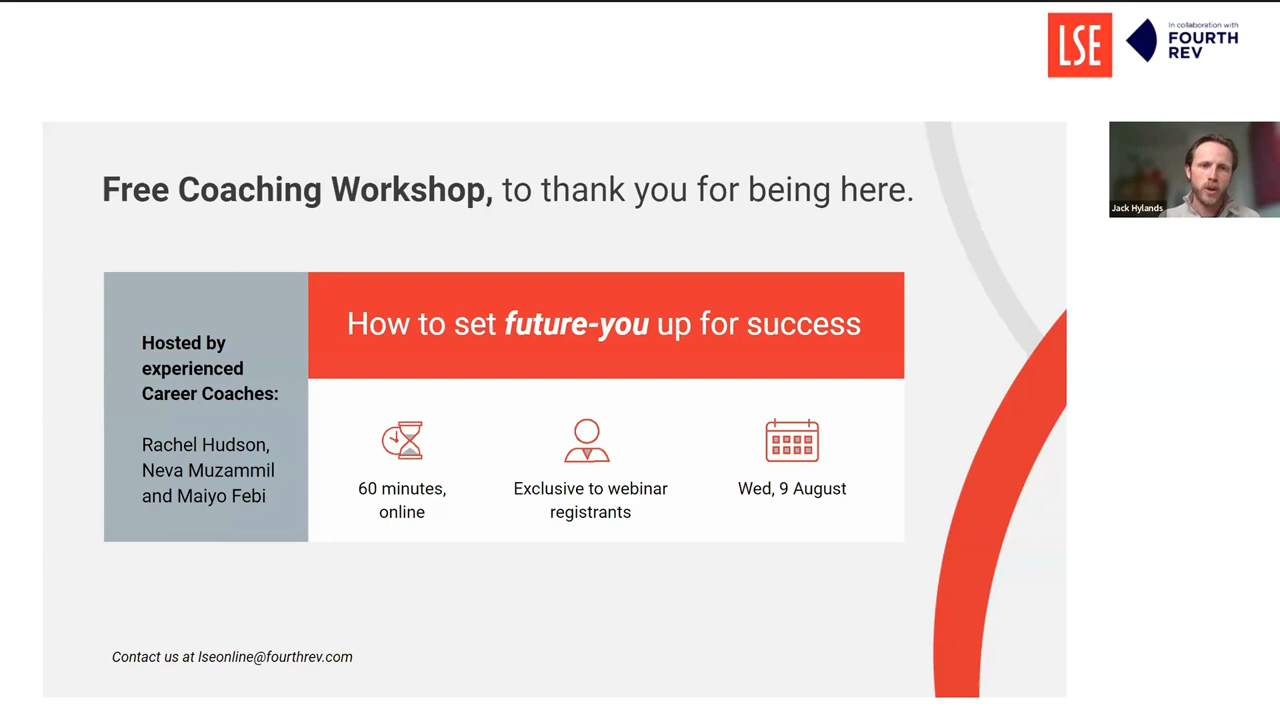 LSE
In collaboration with
FOURTH
REV
Free Coaching Workshop, to thank you for being here.
Jack Hylands
How to set future-you up for success
Hosted by
experienced
Career Coaches:
Rachel Hudson,
Neva Muzammil
and Maiyo Febi
60 minutes,
online
Exclusive to webinar
registrants
Wed, 9 August
Contact us at lseonline@fourthrev.com